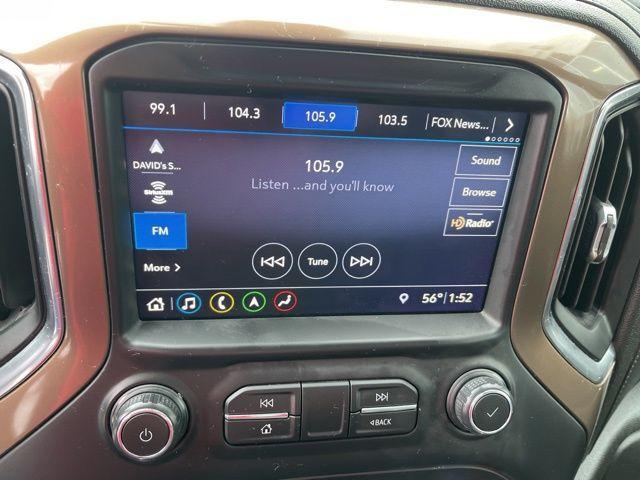 99.1 104.3 105.9 103.5 FOX News...
DAVID's S...
105.9
Sound
Listen ...and you'll know
SiriusXM
Browse
FM
HD Radio
More
Tune
56° 1:52
BACK